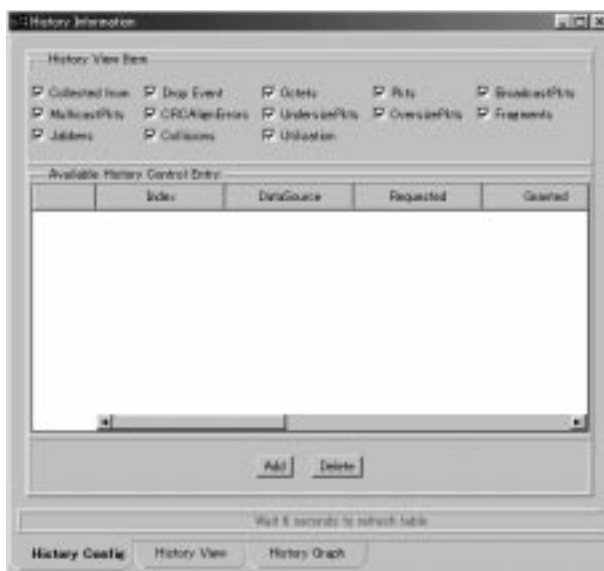 History Information
History View Item
Collected from Drop Event Octets Pkts BroadcastPkts
MulticastPkts CRCAlignErrors UndersizePkts OversizePkts Fragments
Jabbers Collisions Utilization
Available History Control Entry
Index DataSource Requested Granted
Add Delete
Wait 6 seconds to refresh table
History Config History View History Graph